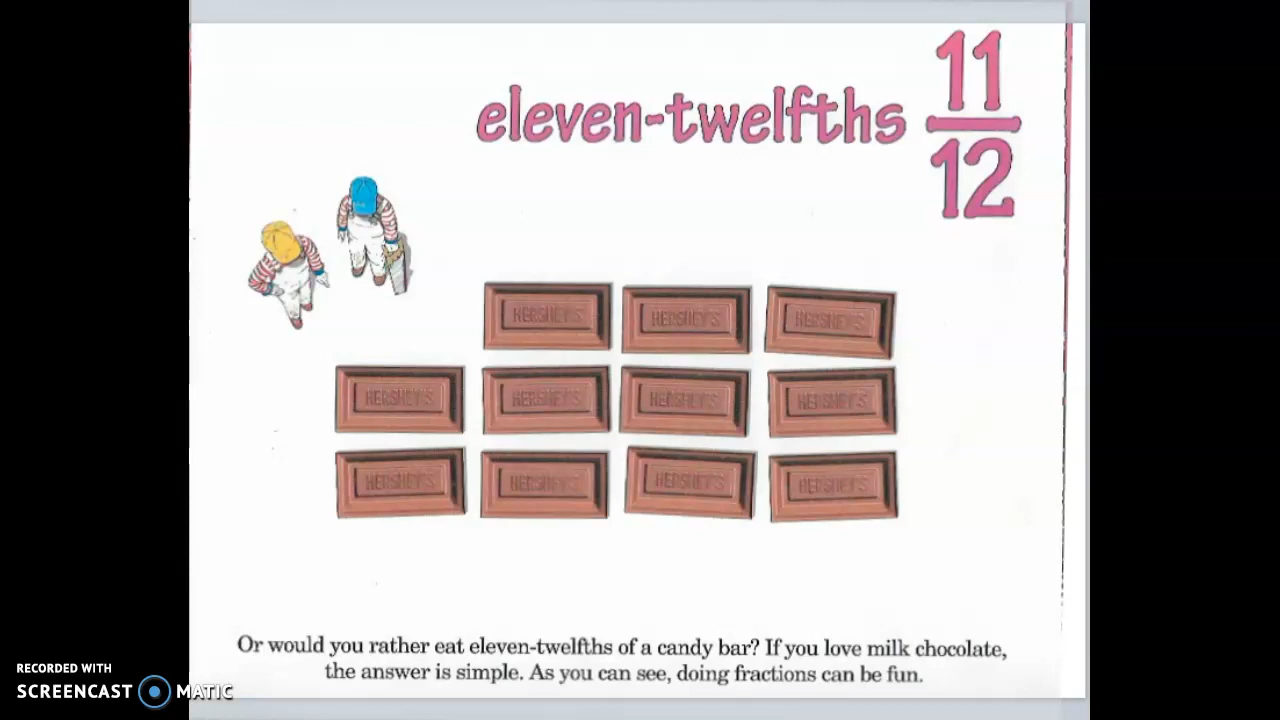 eleven-twelfths 11/12
HERSHEY'S HERSHEY'S HERSHEY'S
HERSHEY'S HERSHEY'S HERSHEY'S HERSHEY'S
HERSHEY'S HERSHEY'S HERSHEY'S HERSHEY'S
Or would you rather eat eleven-twelfths of a candy bar? If you love milk chocolate,
the answer is simple. As you can see, doing fractions can be fun.
RECORDED WITH
SCREENCAST MATIC